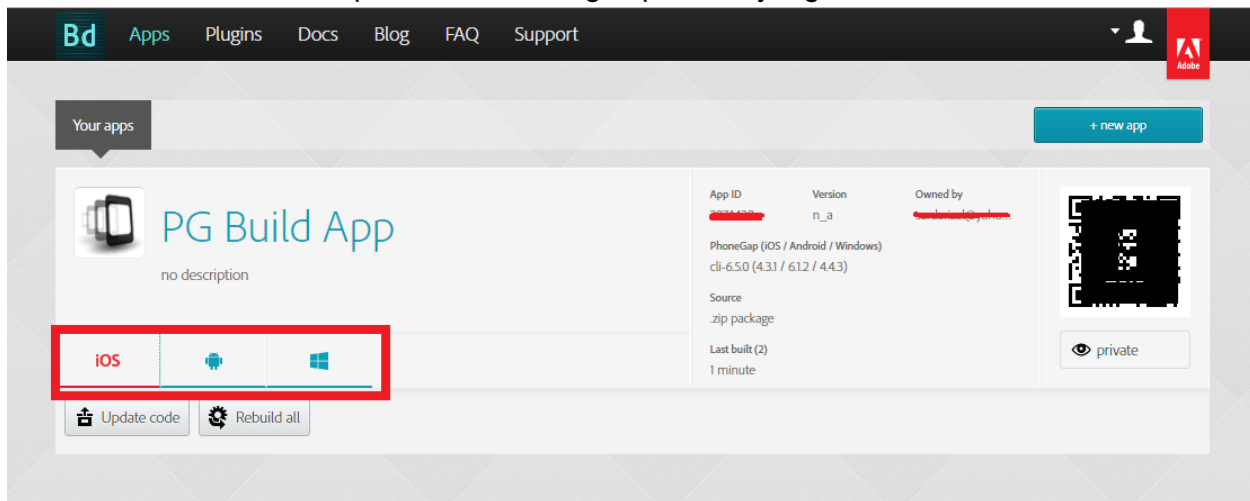 Bd Apps Plugins Docs Blog FAQ Support
Adobe
Your apps
+ new app
PG Build App
no description
App ID Version Owned by
n_a
PhoneGap (iOS / Android / Windows)
cli-6.5.0 (4.3.1 / 6.1.2 / 4.4.3)
Source
.zip package
Last built (2)
1 minute
private
iOS
Update code Rebuild all